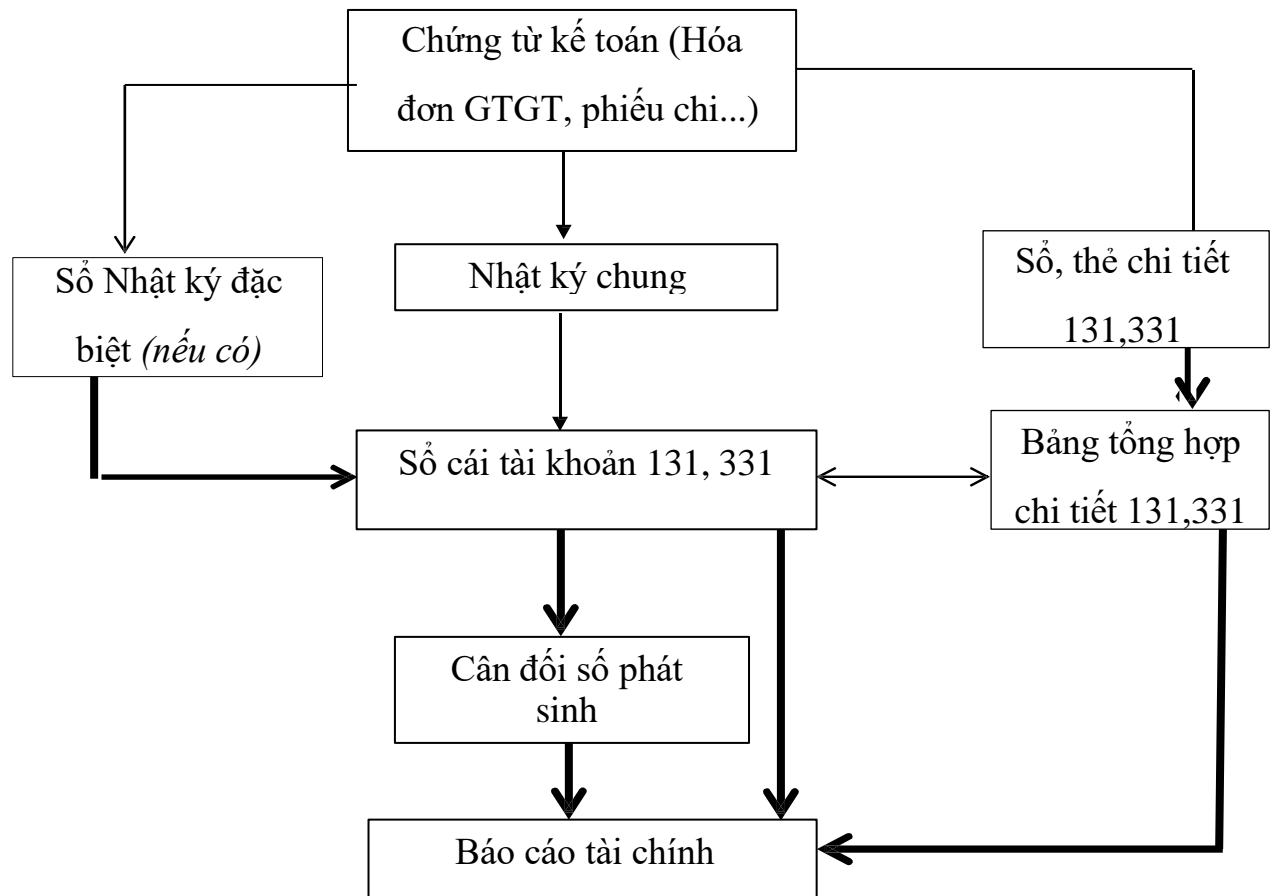 Chứng từ kế toán (Hóa
đơn GTGT, phiếu chi...)
Sổ Nhật ký đặc
biệt (nếu có)
Nhật ký chung
Sổ, thẻ chi tiết
131,331
Sổ cái tài khoản 131, 331
Bảng tổng hợp
chi tiết 131,331
Cân đối số phát
sinh
Báo cáo tài chính